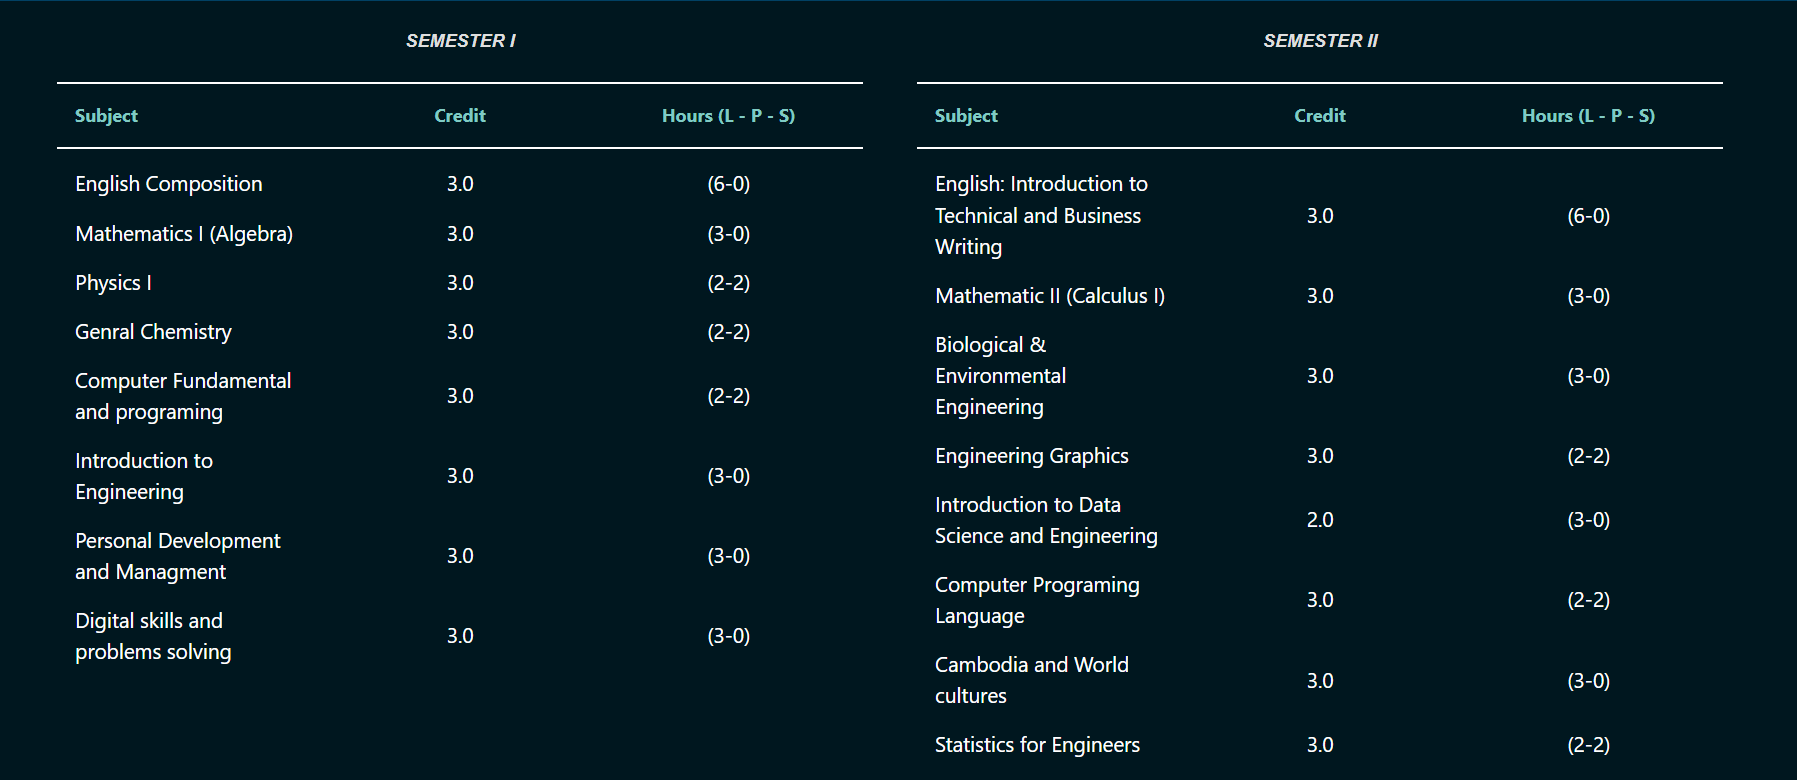 SEMESTER I
Subject Credit Hours (L - P - S)
English Composition 3.0 (6-0)
Mathematics I (Algebra) 3.0 (3-0)
Physics I 3.0 (2-2)
Genral Chemistry 3.0 (2-2)
Computer Fundamental
and programing 3.0 (2-2)
Introduction to
Engineering 3.0 (3-0)
Personal Development
and Managment 3.0 (3-0)
Digital skills and
problems solving 3.0 (3-0)
SEMESTER II
Subject Credit Hours (L - P - S)
English: Introduction to
Technical and Business 3.0 (6-0)
Writing
Mathematic II (Calculus I) 3.0 (3-0)
Biological &
Environmental 3.0 (3-0)
Engineering
Engineering Graphics 3.0 (2-2)
Introduction to Data
Science and Engineering 2.0 (3-0)
Computer Programing
Language 3.0 (2-2)
Cambodia and World
cultures 3.0 (3-0)
Statistics for Engineers 3.0 (2-2)